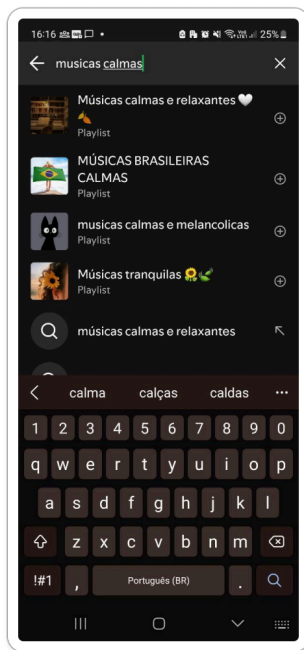 16:16
25%
musicas calmas
Músicas calmas e relaxantes 🤍
🍂
Playlist
MÚSICAS BRASILEIRAS
CALMAS
Playlist
musicas calmas e melancolicas
Playlist
Músicas tranquilas 🌻🌿
Playlist
músicas calmas e relaxantes
calma calças caldas
1 2 3 4 5 6 7 8 9 0
q w e r t y u i o p
a s d f g h j k l
z x c v b n m
!#1 , Português (BR) .